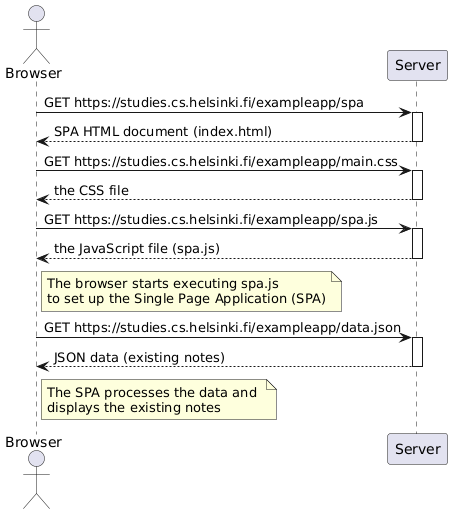 Browser
Server
GET https://studies.cs.helsinki.fi/exampleapp/spa
SPA HTML document (index.html)
GET https://studies.cs.helsinki.fi/exampleapp/main.css
the CSS file
GET https://studies.cs.helsinki.fi/exampleapp/spa.js
the JavaScript file (spa.js)
The browser starts executing spa.js
to set up the Single Page Application (SPA)
GET https://studies.cs.helsinki.fi/exampleapp/data.json
JSON data (existing notes)
The SPA processes the data and
displays the existing notes
Browser
Server